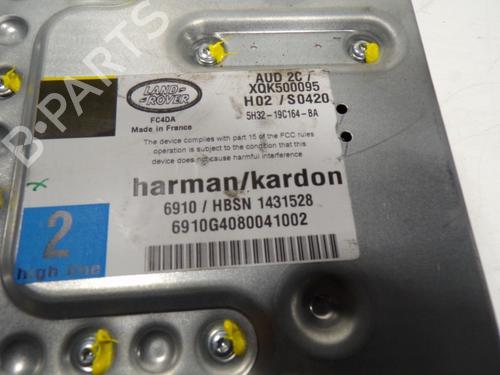 AUD 2C /
XQK500095
H02 /S0420
5H32-19C164-BA
LAND
ROVER
FC4DA
Made in France
The device complies with part 15 of the FCC rules
operation is subject to the condition that this
device does not cause harmful interference
harman/kardon
6910 / HBSN 1431528
6910G4080041002
2
high line
B-PARTS